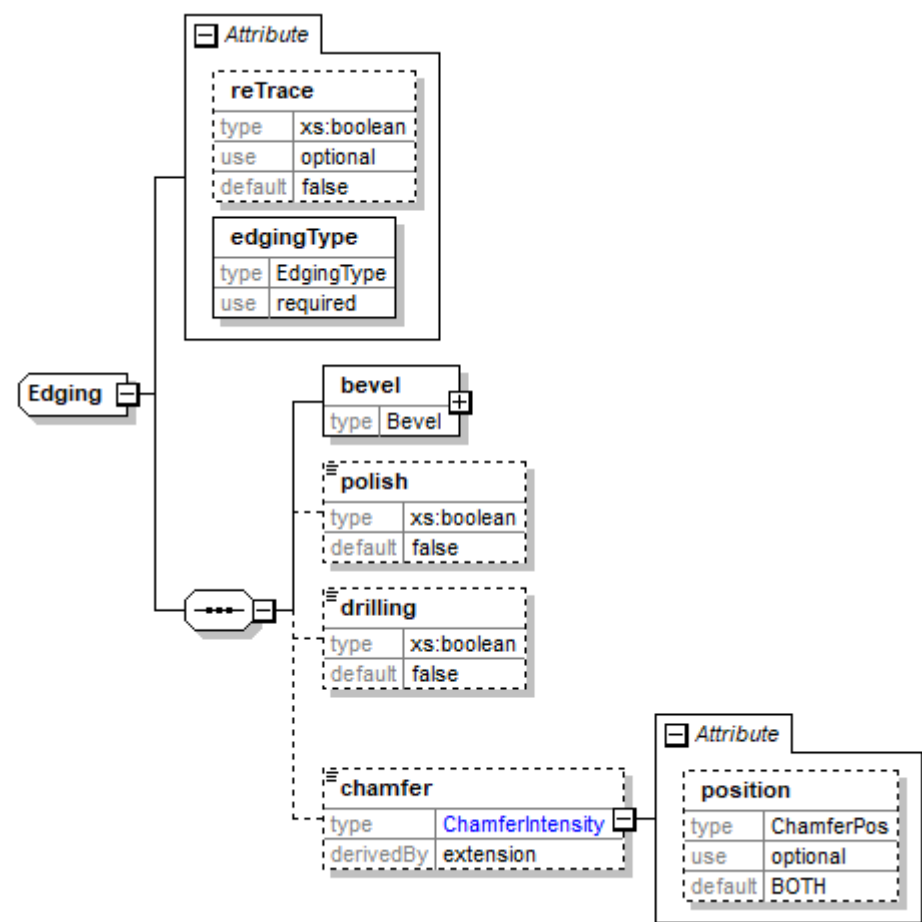 Attribute
reTrace
type xs:boolean
use optional
default false
edgingType
type EdgingType
use required
Edging
bevel
type Bevel
polish
type xs:boolean
default false
drilling
type xs:boolean
default false
Attribute
chamfer
type ChamferIntensity
derivedBy extension
position
type ChamferPos
use optional
default BOTH